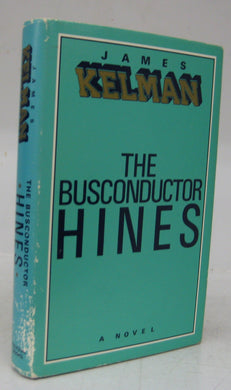 JAMES
KELMAN
THE
BUSCONDUCTOR
HINES
A NOVEL
JAMES
KELMAN
THE BUSCONDUCTOR
HINES